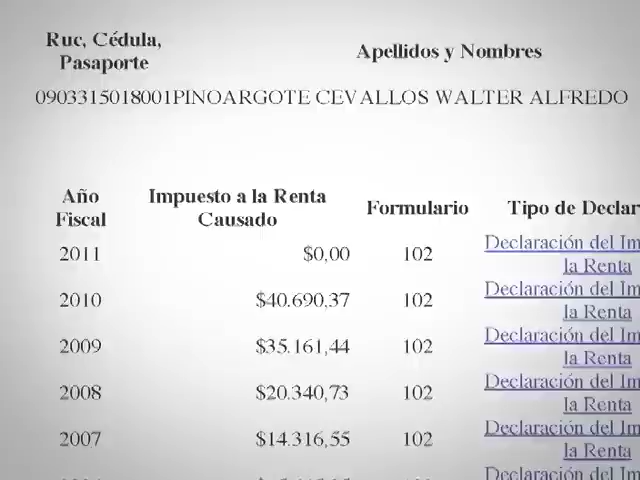 Ruc, Cédula, Pasaporte
Apellidos y Nombres
0903315018001PINOARGOTE CEVALLOS WALTER ALFREDO
Año Fiscal
Impuesto a la Renta Causado
Formulario
Tipo de Declar
2011 $0,00 102 Declaración del Im
la Renta
2010 $40.690,37 102 Declaración del Im
la Renta
2009 $35.161,44 102 Declaración del Im
la Renta
2008 $20.340,73 102 Declaración del Im
la Renta
2007 $14.316,55 102 Declaración del Im
la Renta
Declaración del Im